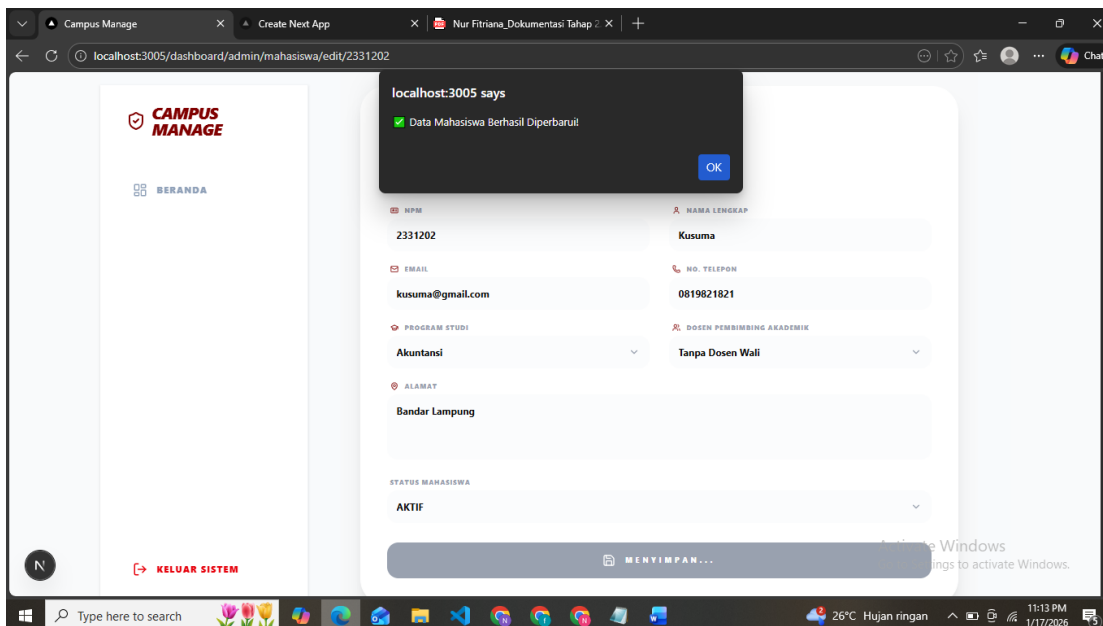 Campus Manage
Create Next App
Nur Fitriana_Dokumentasi Tahap 2
localhost:3005/dashboard/admin/mahasiswa/edit/2331202
Chat
localhost:3005 says
✅ Data Mahasiswa Berhasil Diperbarui!
OK
CAMPUS
MANAGE
BERANDA
NPM
NAMA LENGKAP
2331202
Kusuma
EMAIL
NO. TELEPON
kusuma@gmail.com
0819821821
PROGRAM STUDI
DOSEN PEMBIMBING AKADEMIK
Akuntansi
Tanpa Dosen Wali
ALAMAT
Bandar Lampung
STATUS MAHASISWA
AKTIF
MENYIMPAN...
Windows
to activate Windows.
N
KELUAR SISTEM
Type here to search
26°C Hujan ringan
11:13 PM
1/17/2026